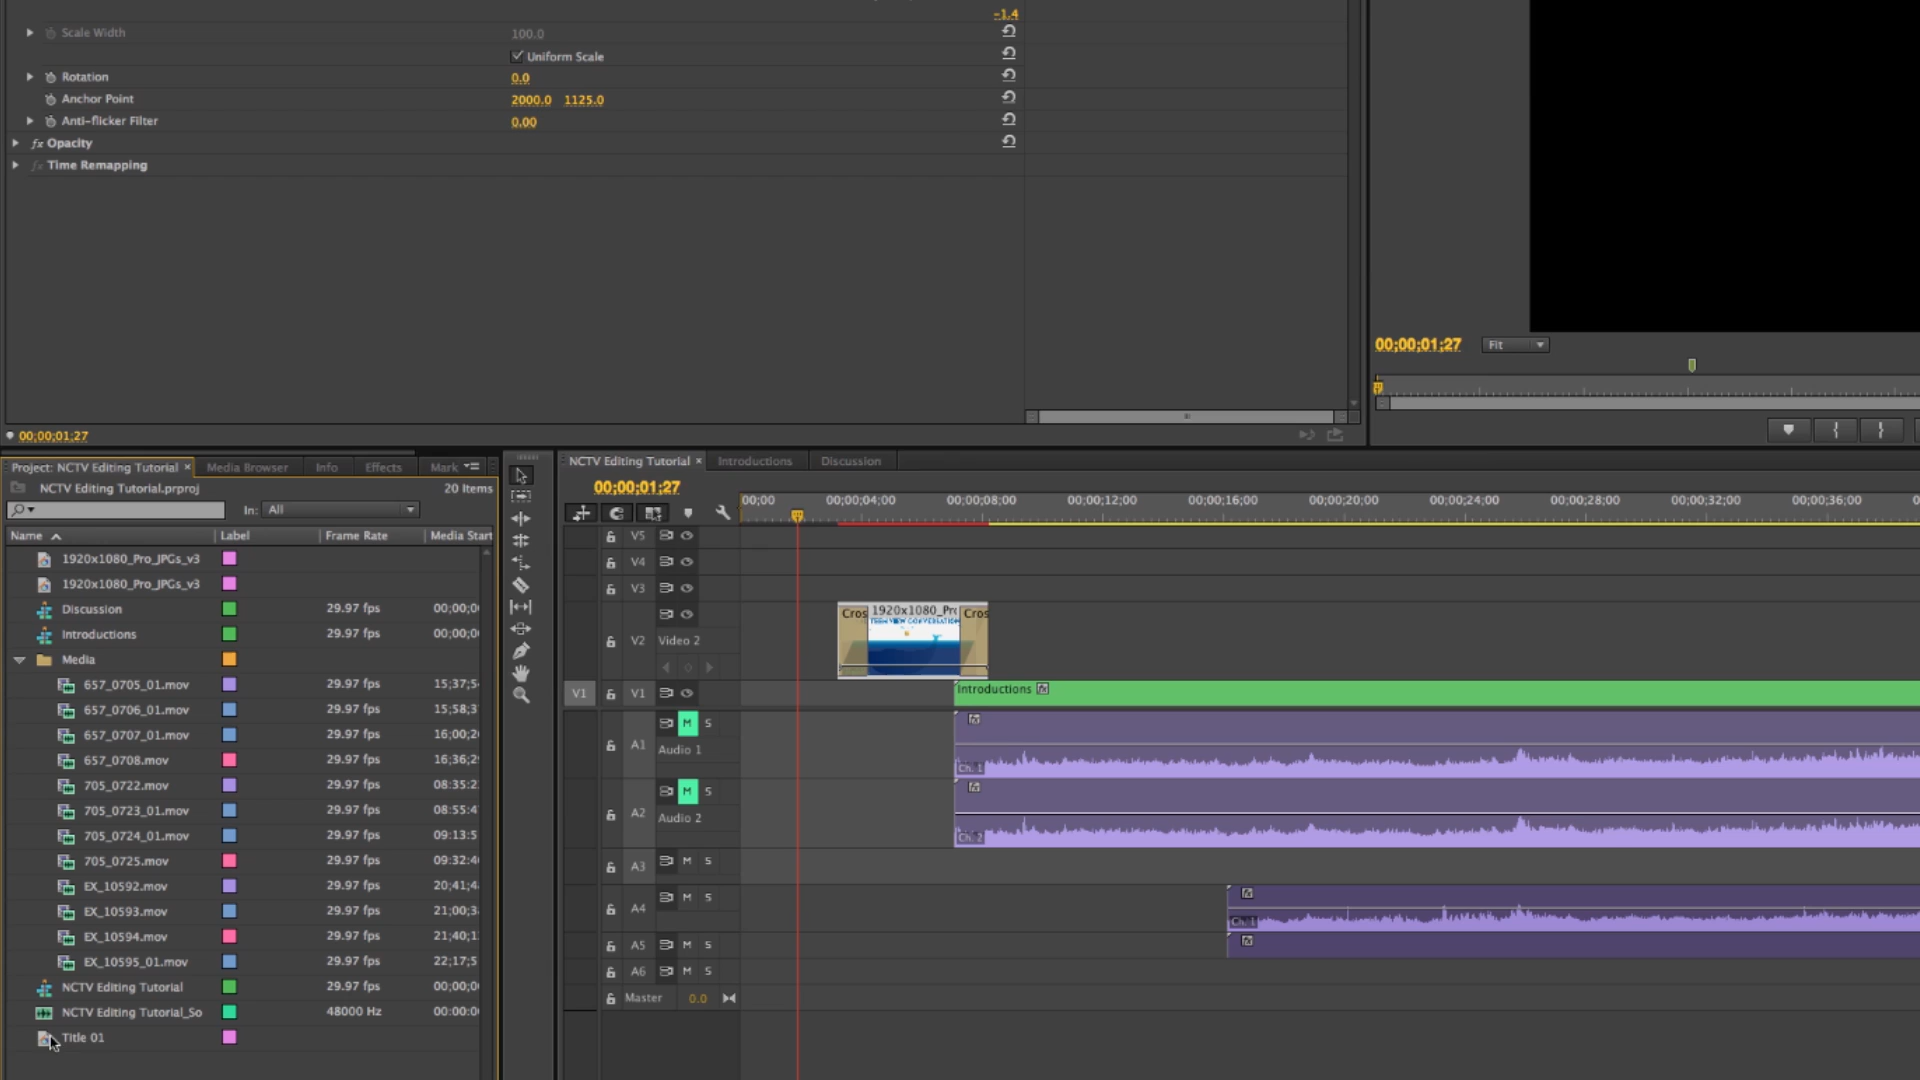 -1.4
Scale Width 100.0
Uniform Scale
Rotation 0.0
Anchor Point 2000.0 1125.0
Anti-flicker Filter 0.00
fx Opacity
fx Time Remapping
00;00;01;27 Fit
00;00;01;27
Project: NCTV Editing Tutorial × Media Browser Info Effects Mark
NCTV Editing Tutorial.prproj 20 Items
In: All
Name Label Frame Rate Media Start
1920x1080_Pro_JPGs_v3
1920x1080_Pro_JPGs_v3
Discussion 29.97 fps 00;00;0
Introductions 29.97 fps 00;00;0
Media
657_0705_01.mov 29.97 fps 15;37;5
657_0706_01.mov 29.97 fps 15;58;3
657_0707_01.mov 29.97 fps 16;00;2
657_0708.mov 29.97 fps 16;36;2
705_0722.mov 29.97 fps 08:35:2
705_0723_01.mov 29.97 fps 08:55:4
705_0724_01.mov 29.97 fps 09:13:5
705_0725.mov 29.97 fps 09:32:4
EX_10592.mov 29.97 fps 20;41;4
EX_10593.mov 29.97 fps 21;00;3
EX_10594.mov 29.97 fps 21;40;1
EX_10595_01.mov 29.97 fps 22;17;5
NCTV Editing Tutorial 29.97 fps 00;00;0
NCTV Editing Tutorial_So 48000 Hz 00:00:0
Title 01
NCTV Editing Tutorial × Introductions Discussion
00;00;01;27
00;00 00;00;04;00 00;00;08;00 00;00;12;00 00;00;16;00 00;00;20;00 00;00;24;00 00;00;28;00 00;00;32;00 00;00;36;00 0
V5
V4
V3
Cros 1920x1080_Pro Cros
TOWN VIEW CONVERSATION
V2 Video 2
V1 V1 Introductions fx
M S fx
A1 Audio 1
Ch. 1
M S fx
A2 Audio 2
Ch. 2
A3 M S
M S fx
A4
Ch. 1
A5 M S fx
A6 M S
Master 0.0